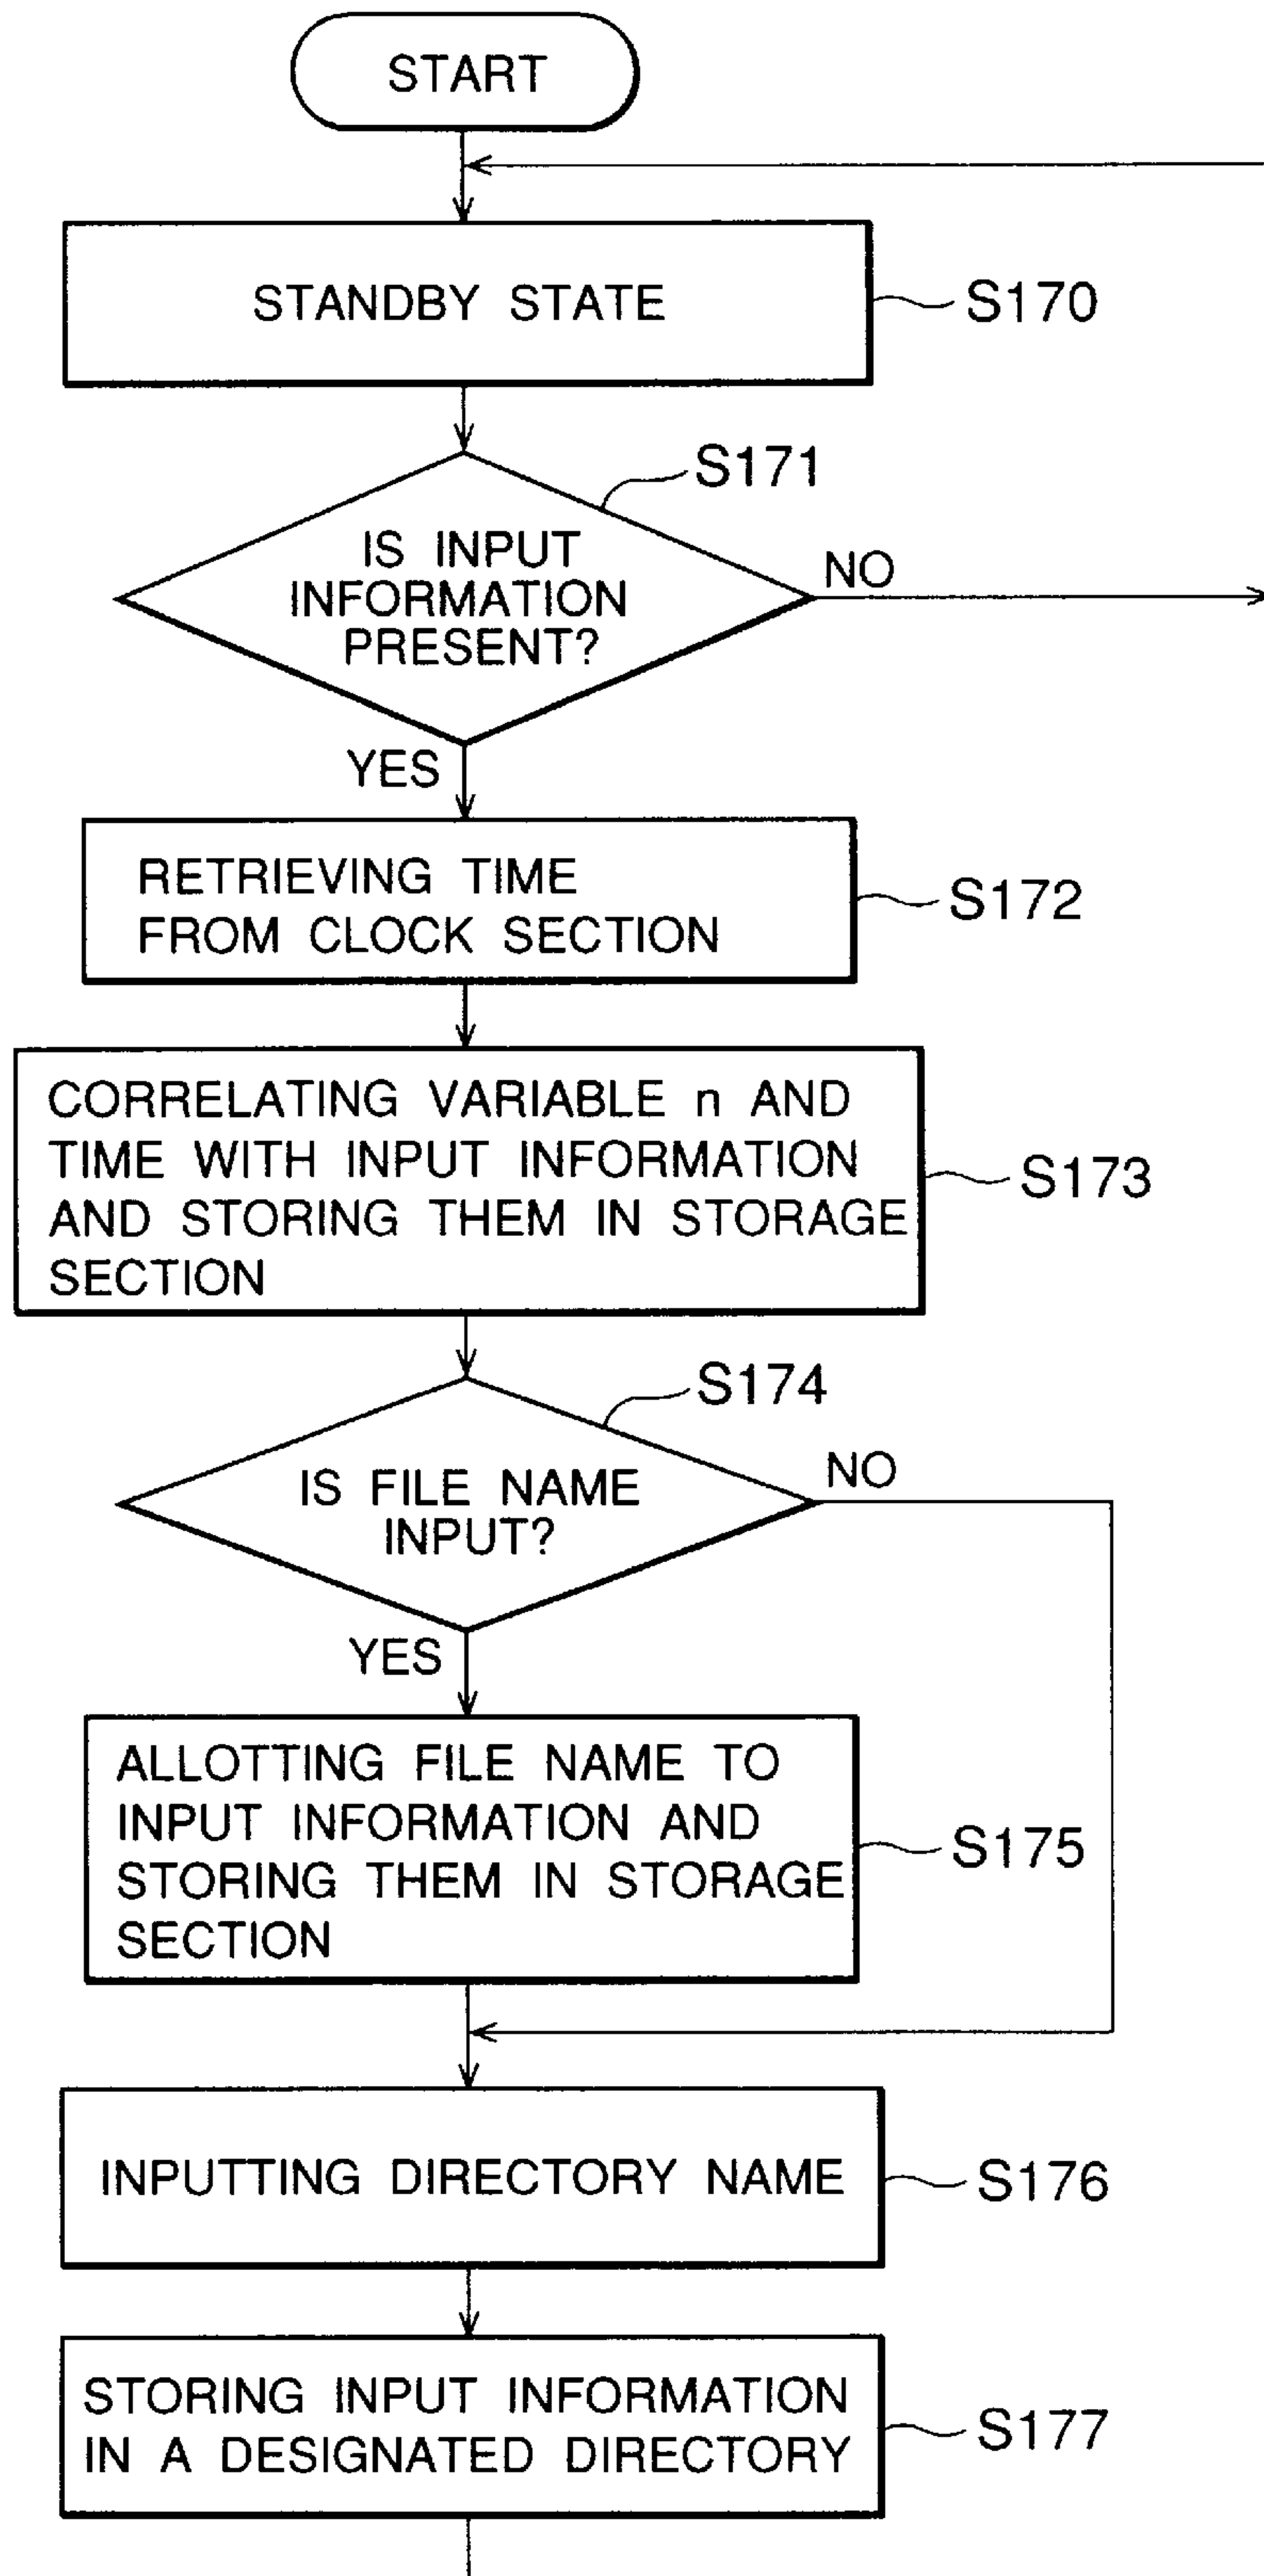 START
STANDBY STATE
S170
S171
IS INPUT
INFORMATION
PRESENT?
NO
YES
RETRIEVING TIME
FROM CLOCK SECTION
S172
CORRELATING VARIABLE n AND
TIME WITH INPUT INFORMATION
AND STORING THEM IN STORAGE
SECTION
S173
S174
IS FILE NAME
INPUT?
NO
YES
ALLOTTING FILE NAME TO
INPUT INFORMATION AND
STORING THEM IN STORAGE
SECTION
S175
INPUTTING DIRECTORY NAME
S176
STORING INPUT INFORMATION
IN A DESIGNATED DIRECTORY
S177